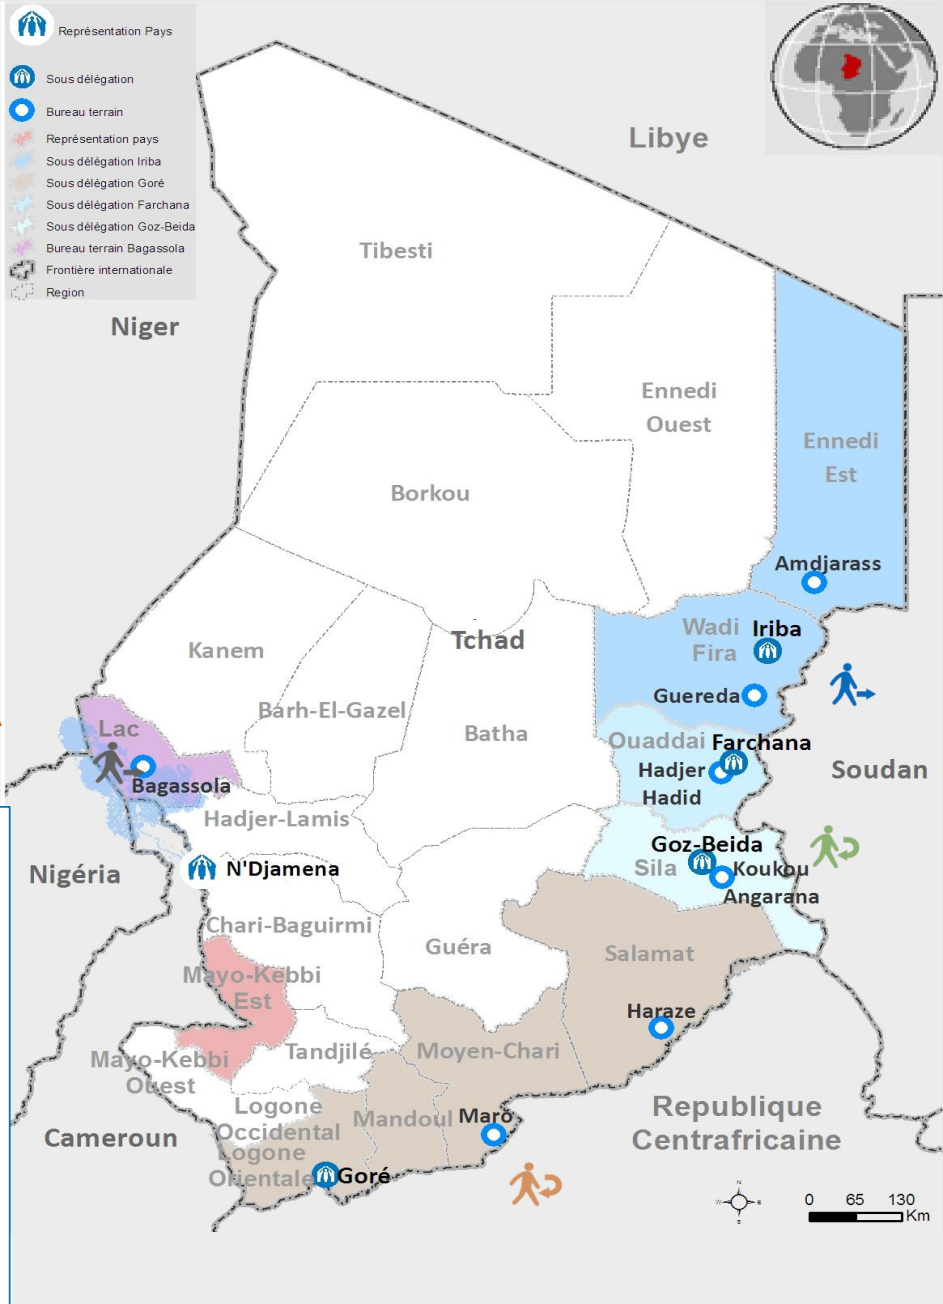 Représentation Pays
Sous délégation
Bureau terrain
Représentation pays
Sous délégation Iriba
Sous délégation Goré
Sous délégation Farchana
Sous délégation Goz-Beida
Bureau terrain Bagassola
Frontière internationale
Region
Libye
Tibesti
Niger
Ennedi
Ouest
Ennedi
Est
Borkou
Amdjarass
Tchad
Kanem
Wadi
Fira
Iriba
Guereda
Barh-El-Gazel
Batha
Lac
Bagassola
Ouaddai
Farchana
Hadjer
Hadid
Soudan
Hadjer-Lamis
Goz-Beida
Sila
Koukou
Angarana
Nigéria
N'Djamena
Chari-Baguirmi
Guéra
Salamat
Mayo-Kebbi
Est
Haraze
Tandjilé
Moyen-Chari
Mayo-Kebbi
Ouest
Logone
Occidental
Mandoul
Maro
Republique
Centrafricaine
Cameroun
Logone
Orientale
Goré
N
W
E
S
0 65 130
Km